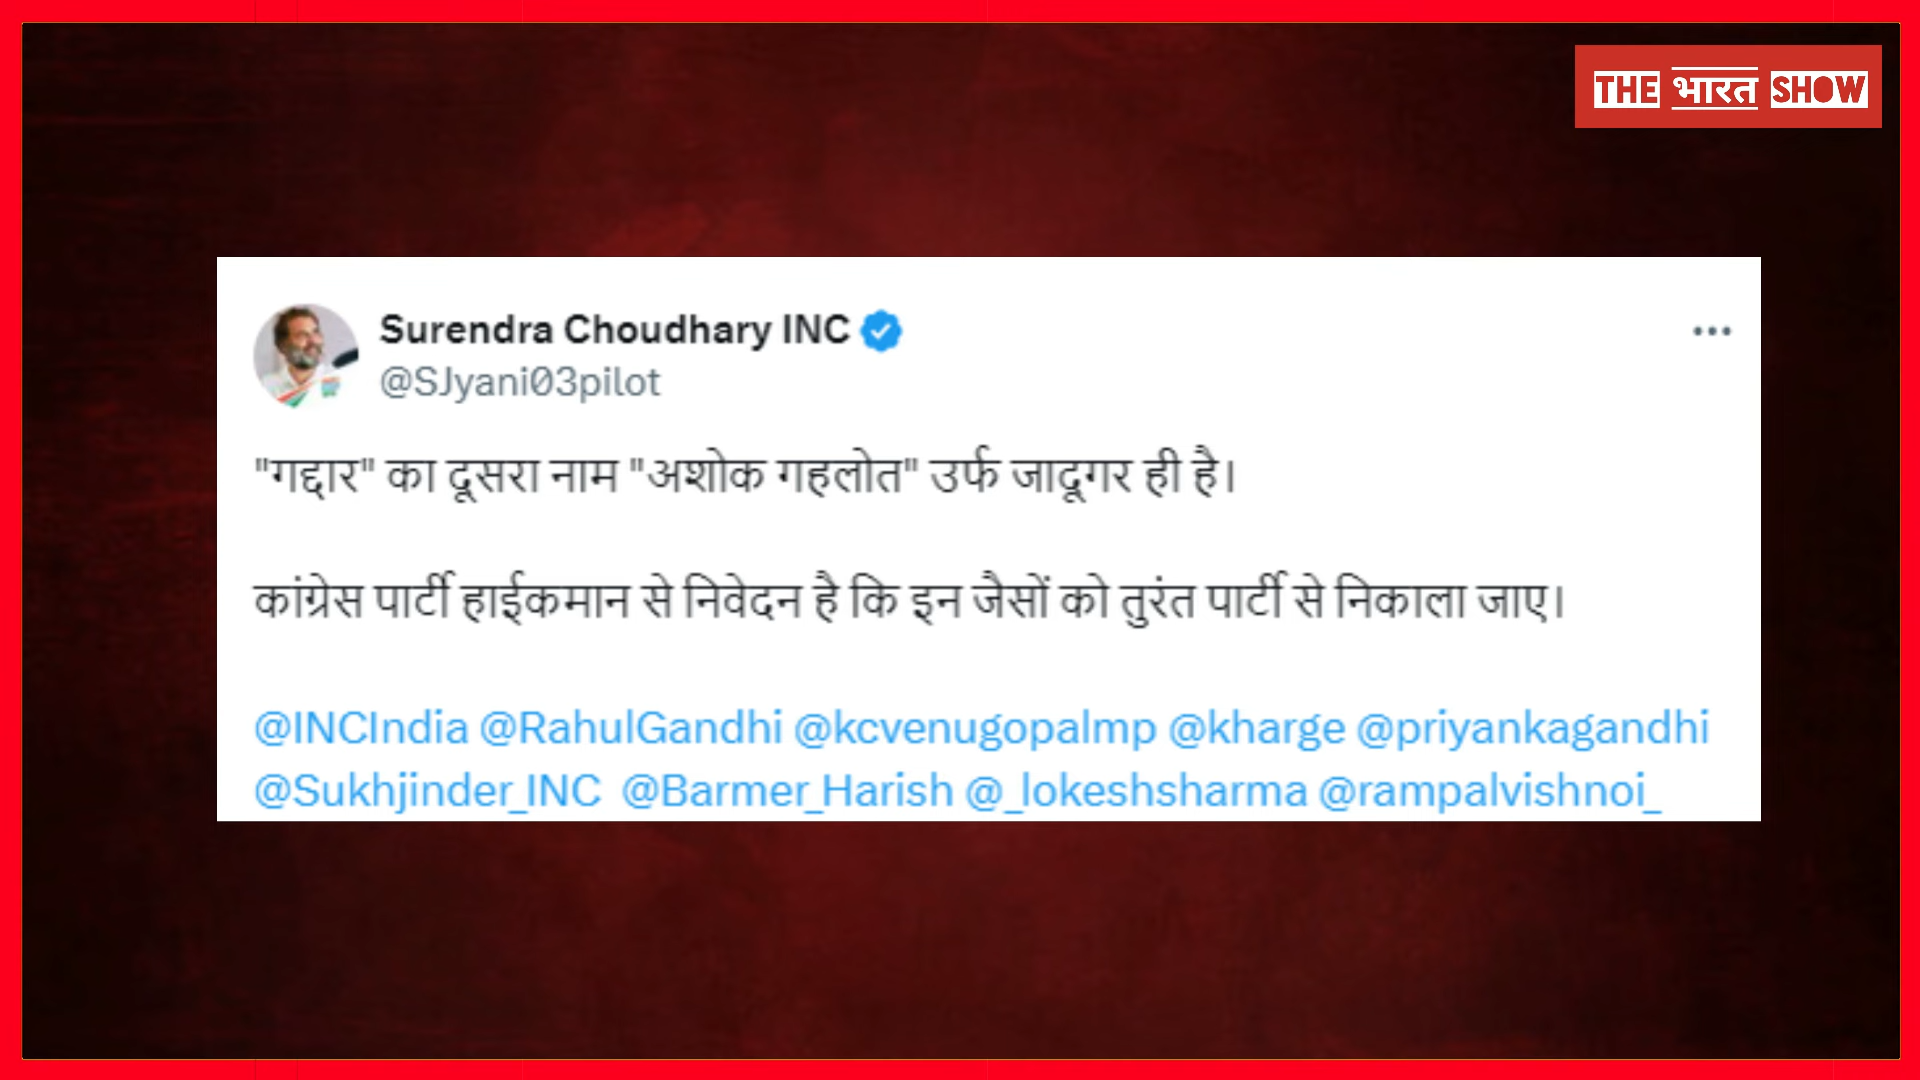 THE भारत SHOW
Surendra Choudhary INC
@SJyani03pilot
"गद्दार" का दूसरा नाम "अशोक गहलोत" उर्फ जादूगर ही है।
कांग्रेस पार्टी हाईकमान से निवेदन है कि इन जैसों को तुरंत पार्टी से निकाला जाए।
@INCIndia @RahulGandhi @kcvenugopalmp @kharge @priyankagandhi
@Sukhjinder_INC @Barmer_Harish @_lokeshsharma @rampalvishnoi_